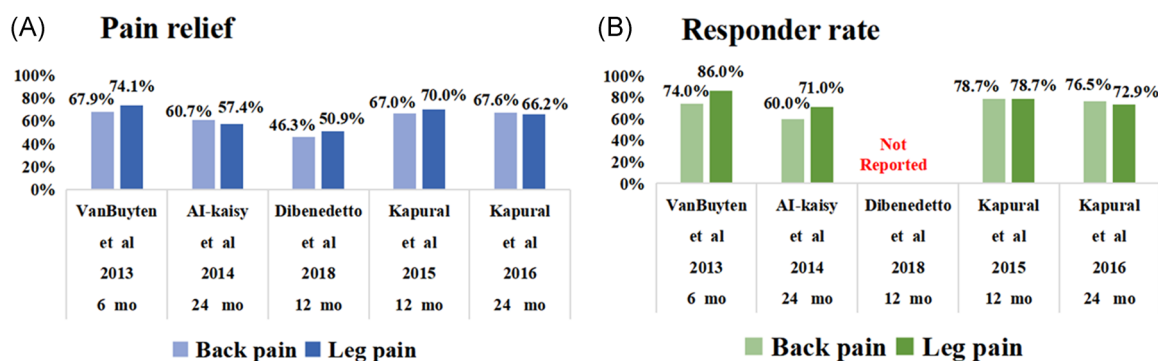 (A) Pain relief
100%
80%
60%
40%
20%
0%
67.9% 74.1%
60.7% 57.4%
46.3% 50.9%
67.0% 70.0%
67.6% 66.2%
VanBuyten
et al
2013
6 mo
AI-kaisy
et al
2014
24 mo
Dibenedetto
et al
2018
12 mo
Kapural
et al
2015
12 mo
Kapural
et al
2016
24 mo
Back pain Leg pain
(B) Responder rate
100%
80%
60%
40%
20%
0%
74.0% 86.0%
60.0% 71.0%
Not
Reported
78.7% 78.7%
76.5% 72.9%
VanBuyten
et al
2013
6 mo
AI-kaisy
et al
2014
24 mo
Dibenedetto
et al
2018
12 mo
Kapural
et al
2015
12 mo
Kapural
et al
2016
24 mo
Back pain Leg pain